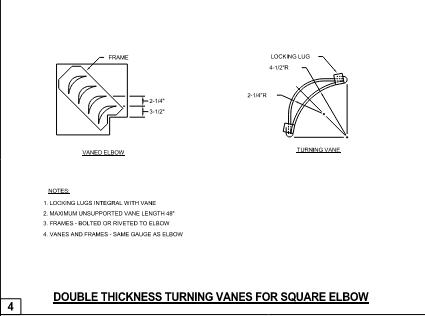 FRAME
2-1/4"
3-1/2"
VANED ELBOW
LOCKING LUG
4-1/2"R
2-1/4"R
TURNING VANE
NOTES:
1. LOCKING LUGS INTEGRAL WITH VANE
2. MAXIMUM UNSUPPORTED VANE LENGTH 48"
3. FRAMES - BOLTED OR RIVETED TO ELBOW
4. VANES AND FRAMES - SAME GAUGE AS ELBOW
DOUBLE THICKNESS TURNING VANES FOR SQUARE ELBOW
4